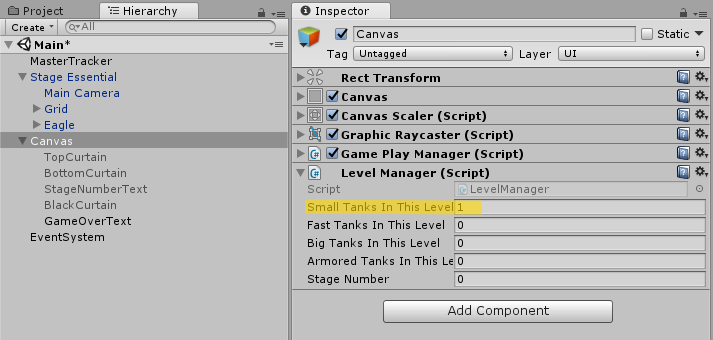 Project
Hierarchy
Create
All
Main*
MasterTracker
Stage Essential
Main Camera
Grid
Eagle
Canvas
TopCurtain
BottomCurtain
StageNumberText
BlackCurtain
GameOverText
EventSystem
Inspector
Canvas
Static
Tag Untagged Layer UI
Rect Transform
Canvas
Canvas Scaler (Script)
Graphic Raycaster (Script)
Game Play Manager (Script)
Level Manager (Script)
Script LevelManager
Small Tanks In This Level 1
Fast Tanks In This Level 0
Big Tanks In This Level 0
Armored Tanks In This Le 0
Stage Number 0
Add Component